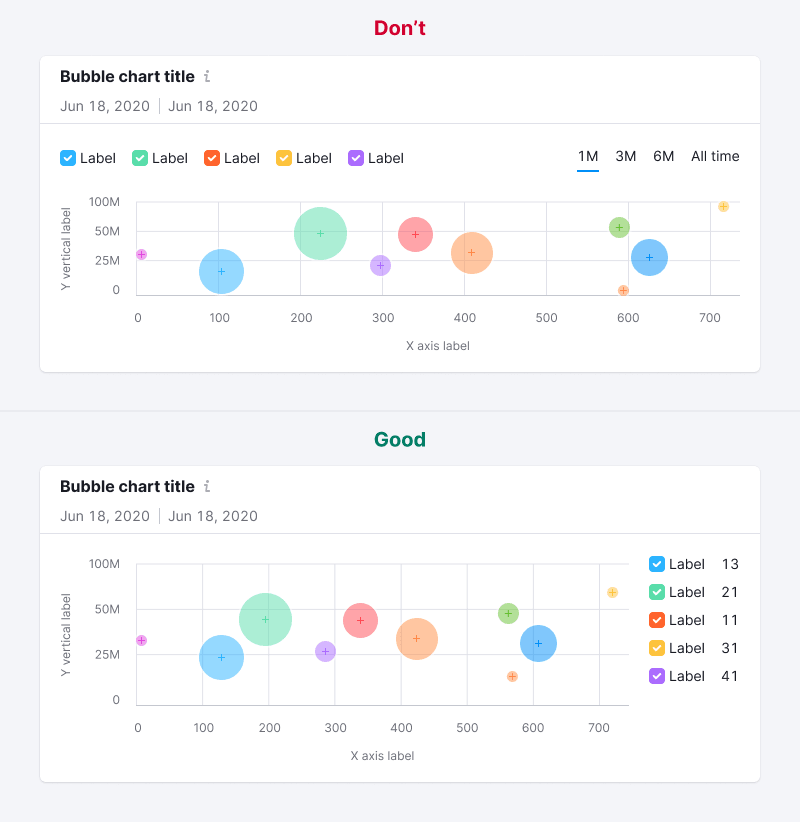 Don't
Bubble chart title i
Jun 18, 2020 | Jun 18, 2020
Label Label Label Label Label 1M 3M 6M All time
Y vertical label
100M
50M
25M
0
0 100 200 300 400 500 600 700
X axis label
Good
Bubble chart title i
Jun 18, 2020 | Jun 18, 2020
Y vertical label
100M
50M
25M
0
0 100 200 300 400 500 600 700
X axis label
Label 13
Label 21
Label 11
Label 31
Label 41